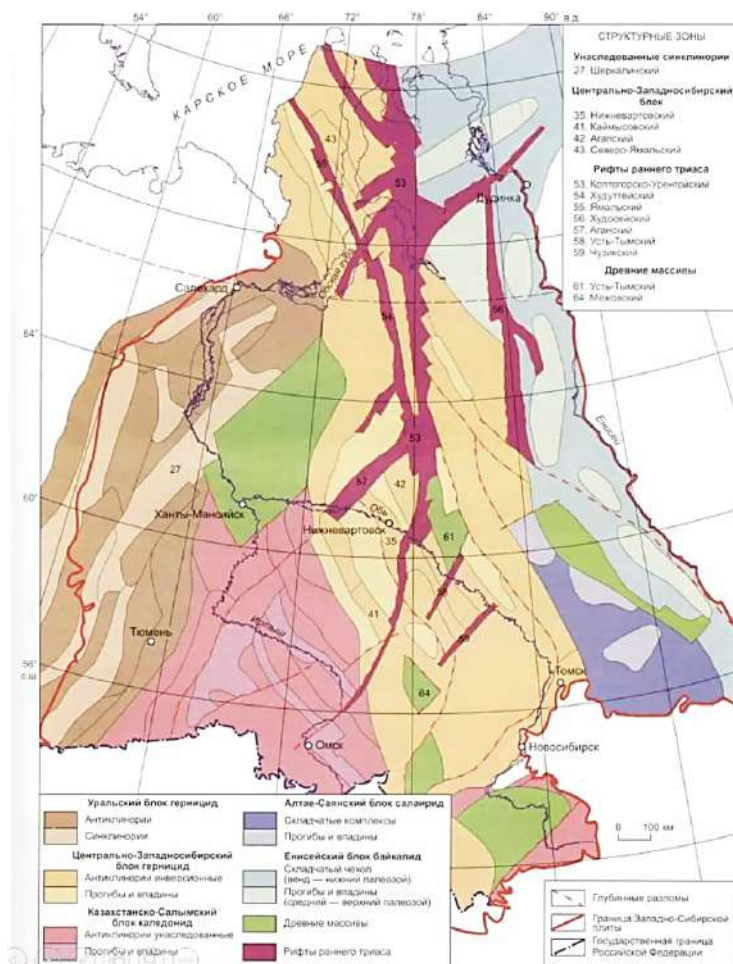 54°
60°
66°
72°
78°
84°
90° в.д.
СТРУКТУРНЫЕ ЗОНЫ
Унаследованные синклинории
27 Шеркалинский
Центрально-Западносибирский
блок
35 Нижневартовский
41. Каймысовский
42 Агапский
43. Северо-Ямальский
Рифты раннего триаса
53. Колтогорско-Уренгойский
54 Худуттейский
55. Ямальский
56 Худосейский
57. Аганский
58. Усть-Тымский
59. Чузикский
Древние массивы
61. Усть-Тымский
64. Межовский
КАРСКОЕ МОРЕ
43
55
53
Дудинка
Салехард
Обская губа
64°
54
56
Енисей
27
53
60°
57
42
Ханты-Мансийск
Обь
Нижневартовск
35
61
58
41
59
Иртыш
Тюмень
56°
с.ш.
64
Томск
Омск
Новосибирск
Уральский блок герницид
Антиклинории
Синклинории
Центрально-Западносибирский
блок герницид
Антиклинории инверсионные
Прогибы и впадины
Казахстанско-Салымский
блок каледонид
Антиклинории унаследованные
Прогибы и впадины
Алтае-Саянский блок салаирид
Складчатые комплексы
Прогибы и впадины
Енисейский блок байкалид
Складчатый чехол
(венд — нижний палеозой)
Прогибы и впадины
(средний — верхний палеозой)
Древние массивы
Рифты раннего триаса
0 100 км
Глубинные разломы
Граница Западно-Сибирской
плиты
Государственная граница
Российской Федерации